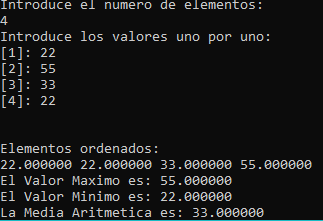 Introduce el numero de elementos:
4
Introduce los valores uno por uno:
[1]: 22
[2]: 55
[3]: 33
[4]: 22
Elementos ordenados:
22.000000 22.000000 33.000000 55.000000
El Valor Maximo es: 55.000000
El Valor Minimo es: 22.000000
La Media Aritmetica es: 33.000000